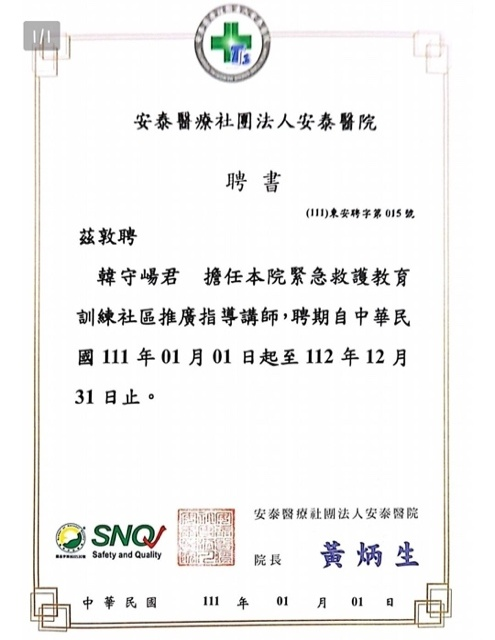 1/1
安泰醫療社團法人安泰醫院
聘書
(111)東安聘字第015號
茲敦聘
韓守崵君 擔任本院緊急救護教育
訓練社區推廣指導講師，聘期自中華民
國111年01月01日起至112年12月
31日止。
SNQ
Safety and Quality
安泰醫療社團法人安泰醫院
院長 黃炳生
中華民國 111 年 01 月 01 日